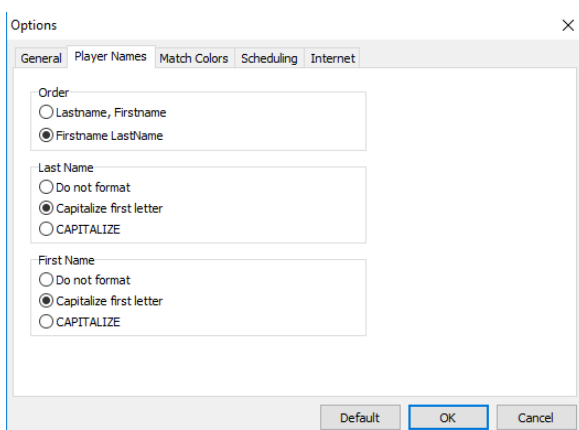 Options
General Player Names Match Colors Scheduling Internet
Order
Lastname, Firstname
Firstname LastName
Last Name
Do not format
Capitalize first letter
CAPITALIZE
First Name
Do not format
Capitalize first letter
CAPITALIZE
Default OK Cancel